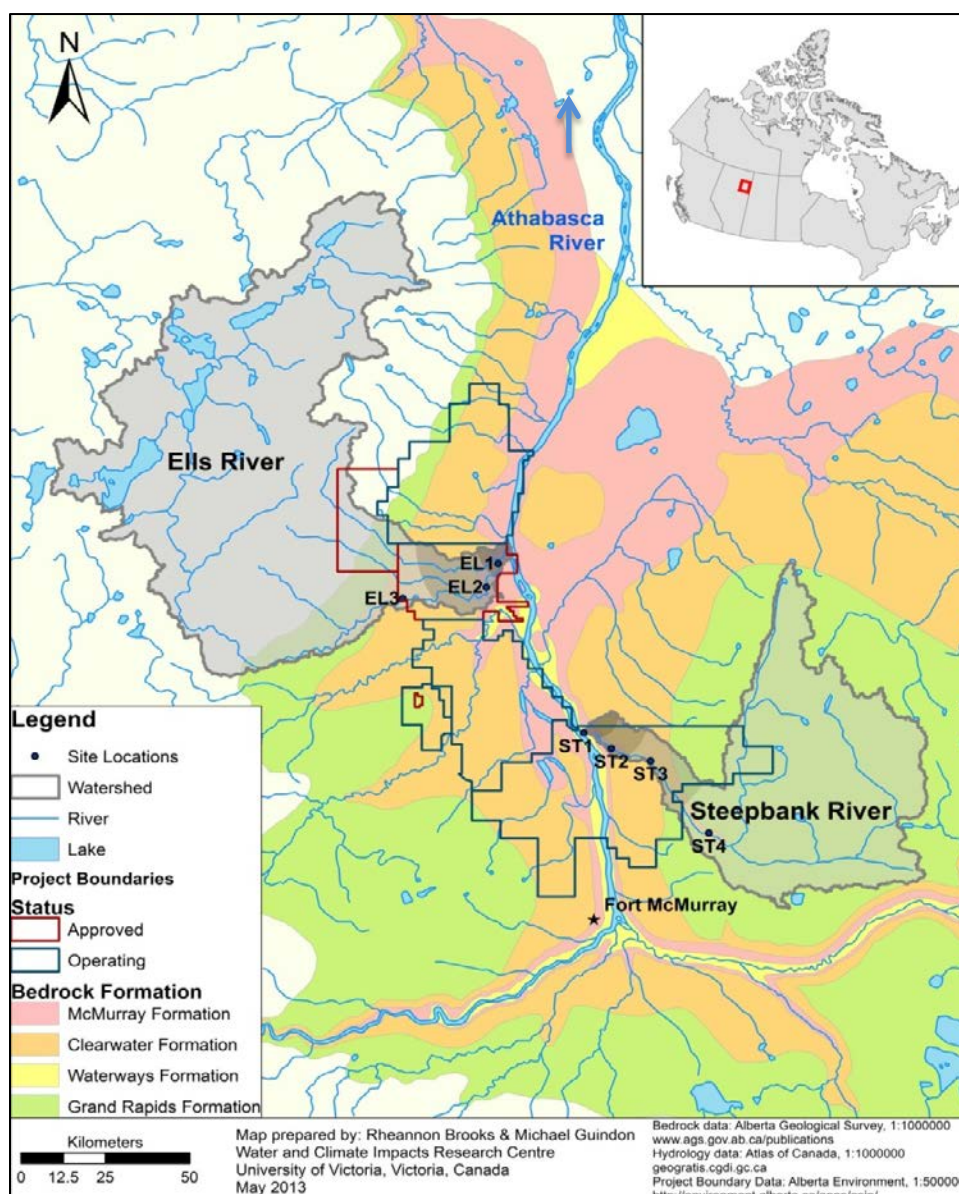 N
Athabasca
River
Ells River
EL1
EL2
EL3
ST1
ST2
ST3
Steepbank River
ST4
Fort McMurray
Legend
Site Locations
Watershed
River
Lake
Project Boundaries
Status
Approved
Operating
Bedrock Formation
McMurray Formation
Clearwater Formation
Waterways Formation
Grand Rapids Formation
Kilometers
0 12.5 25 50
Map prepared by: Rheannon Brooks & Michael Guindon
Water and Climate Impacts Research Centre
University of Victoria, Victoria, Canada
May 2013
Bedrock data: Alberta Geological Survey, 1:1000000
www.ags.gov.ab.ca/publications
Hydrology data: Atlas of Canada, 1:1000000
geogratis.cgdi.gc.ca
Project Boundary Data: Alberta Environment, 1:50000